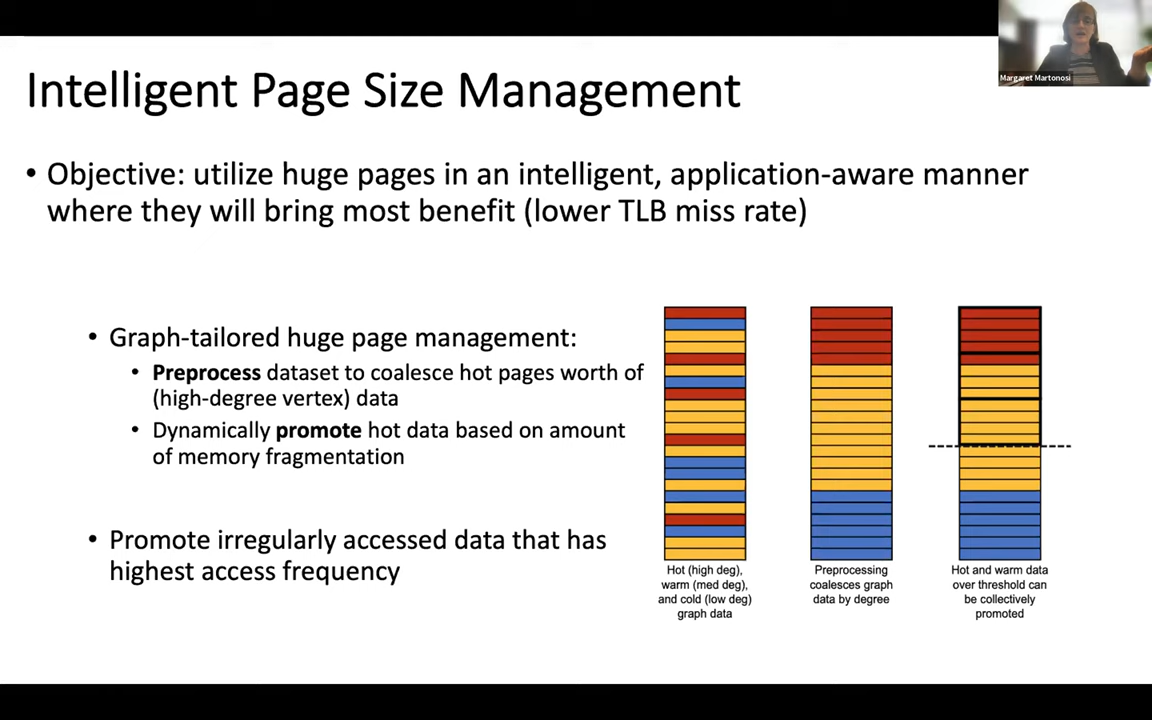 Margaret Martonosi
Intelligent Page Size Management
• Objective: utilize huge pages in an intelligent, application-aware manner
where they will bring most benefit (lower TLB miss rate)
• Graph-tailored huge page management:
• Preprocess dataset to coalesce hot pages worth of
(high-degree vertex) data
• Dynamically promote hot data based on amount
of memory fragmentation
• Promote irregularly accessed data that has
highest access frequency
Hot (high deg),
warm (med deg),
and cold (low deg)
graph data
Preprocessing
coalesces graph
data by degree
Hot and warm data
over threshold can
be collectively
promoted